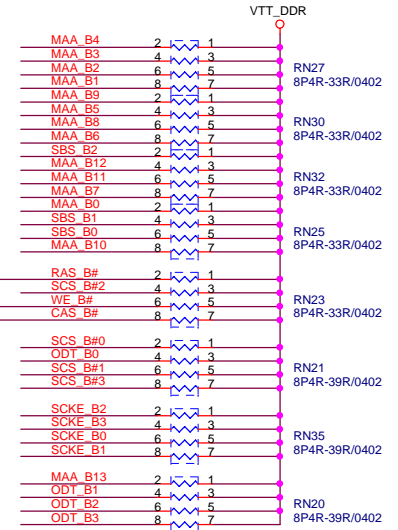 VTT_DDR
MAA_B4 2 1
MAA_B3 4 3
MAA_B2 6 5 RN27
MAA_B1 8 7 8P4R-33R/0402
MAA_B9 2 1
MAA_B5 4 3
MAA_B8 6 5 RN30
MAA_B6 8 7 8P4R-33R/0402
SBS_B2 2 1
MAA_B12 4 3
MAA_B11 6 5 RN32
MAA_B7 8 7 8P4R-33R/0402
MAA_B0 2 1
SBS_B1 4 3
SBS_B0 6 5 RN25
MAA_B10 8 7 8P4R-33R/0402
RAS_B# 2 1
SCS_B#2 4 3
WE_B# 6 5 RN23
CAS_B# 8 7 8P4R-33R/0402
SCS_B#0 2 1
ODT_B0 4 3
SCS_B#1 6 5 RN21
SCS_B#3 8 7 8P4R-39R/0402
SCKE_B2 2 1
SCKE_B3 4 3
SCKE_B0 6 5 RN35
SCKE_B1 8 7 8P4R-39R/0402
MAA_B13 2 1
ODT_B1 4 3
ODT_B2 6 5 RN20
ODT_B3 8 7 8P4R-39R/0402